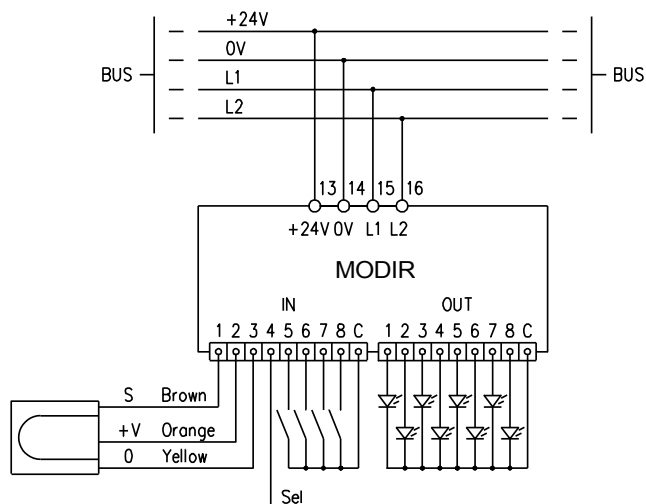 +24V
0V
BUS
BUS
L1
L2
13 14 15 16
+24V 0V L1 L2
MODIR
IN OUT
1 2 3 4 5 6 7 8 C 1 2 3 4 5 6 7 8 C
S Brown
+V Orange
0 Yellow
Sel